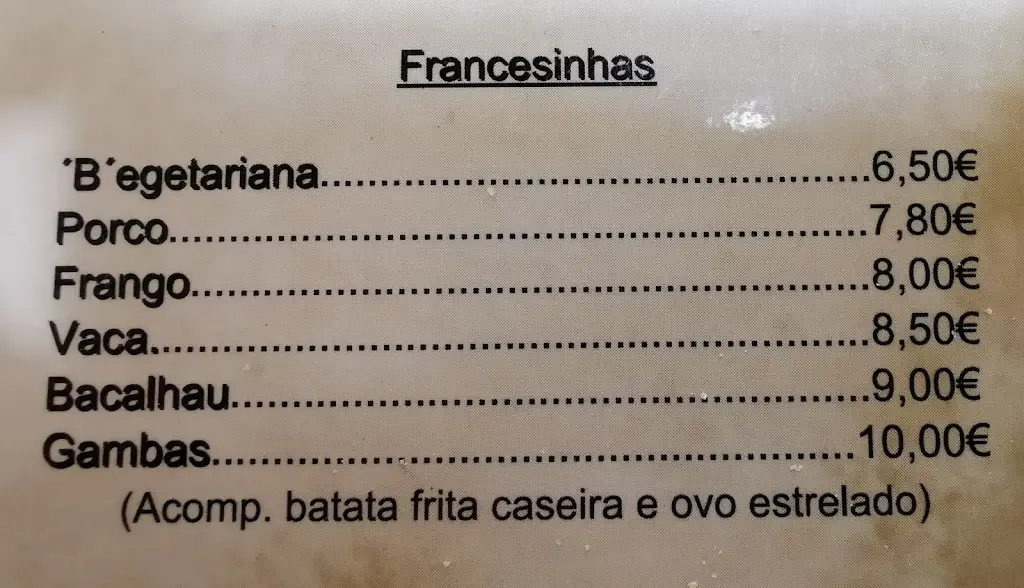 Francesinhas
´B´egetariana..............................................6,50€
Porco...........................................................7,80€
Frango.........................................................8,00€
Vaca.............................................................8,50€
Bacalhau......................................................9,00€
Gambas......................................................10,00€
(Acomp. batata frita caseira e ovo estrelado)